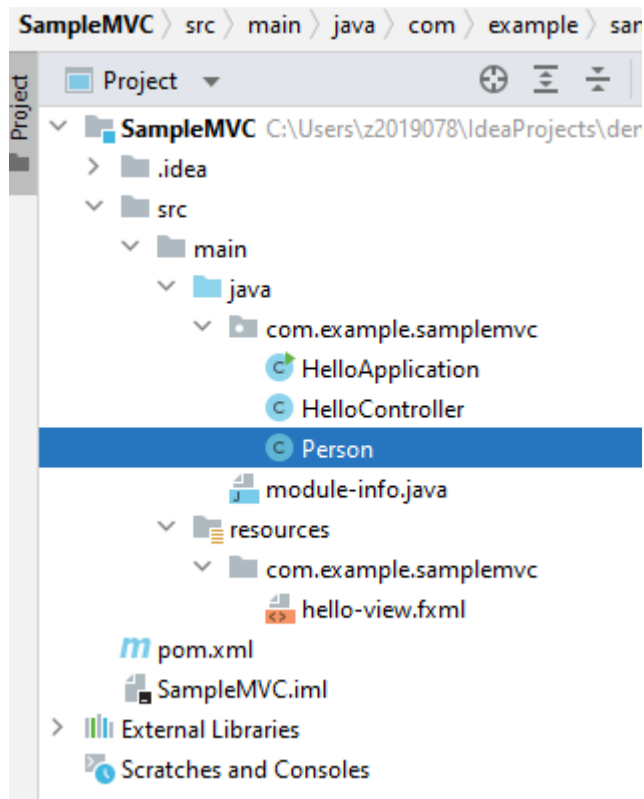 SampleMVC > src > main > java > com > example > sar
Project
Project
SampleMVC C:\Users\z2019078\IdeaProjects\der
.idea
src
main
java
com.example.samplemvc
HelloApplication
HelloController
Person
module-info.java
resources
com.example.samplemvc
hello-view.fxml
pom.xml
SampleMVC.iml
External Libraries
Scratches and Consoles